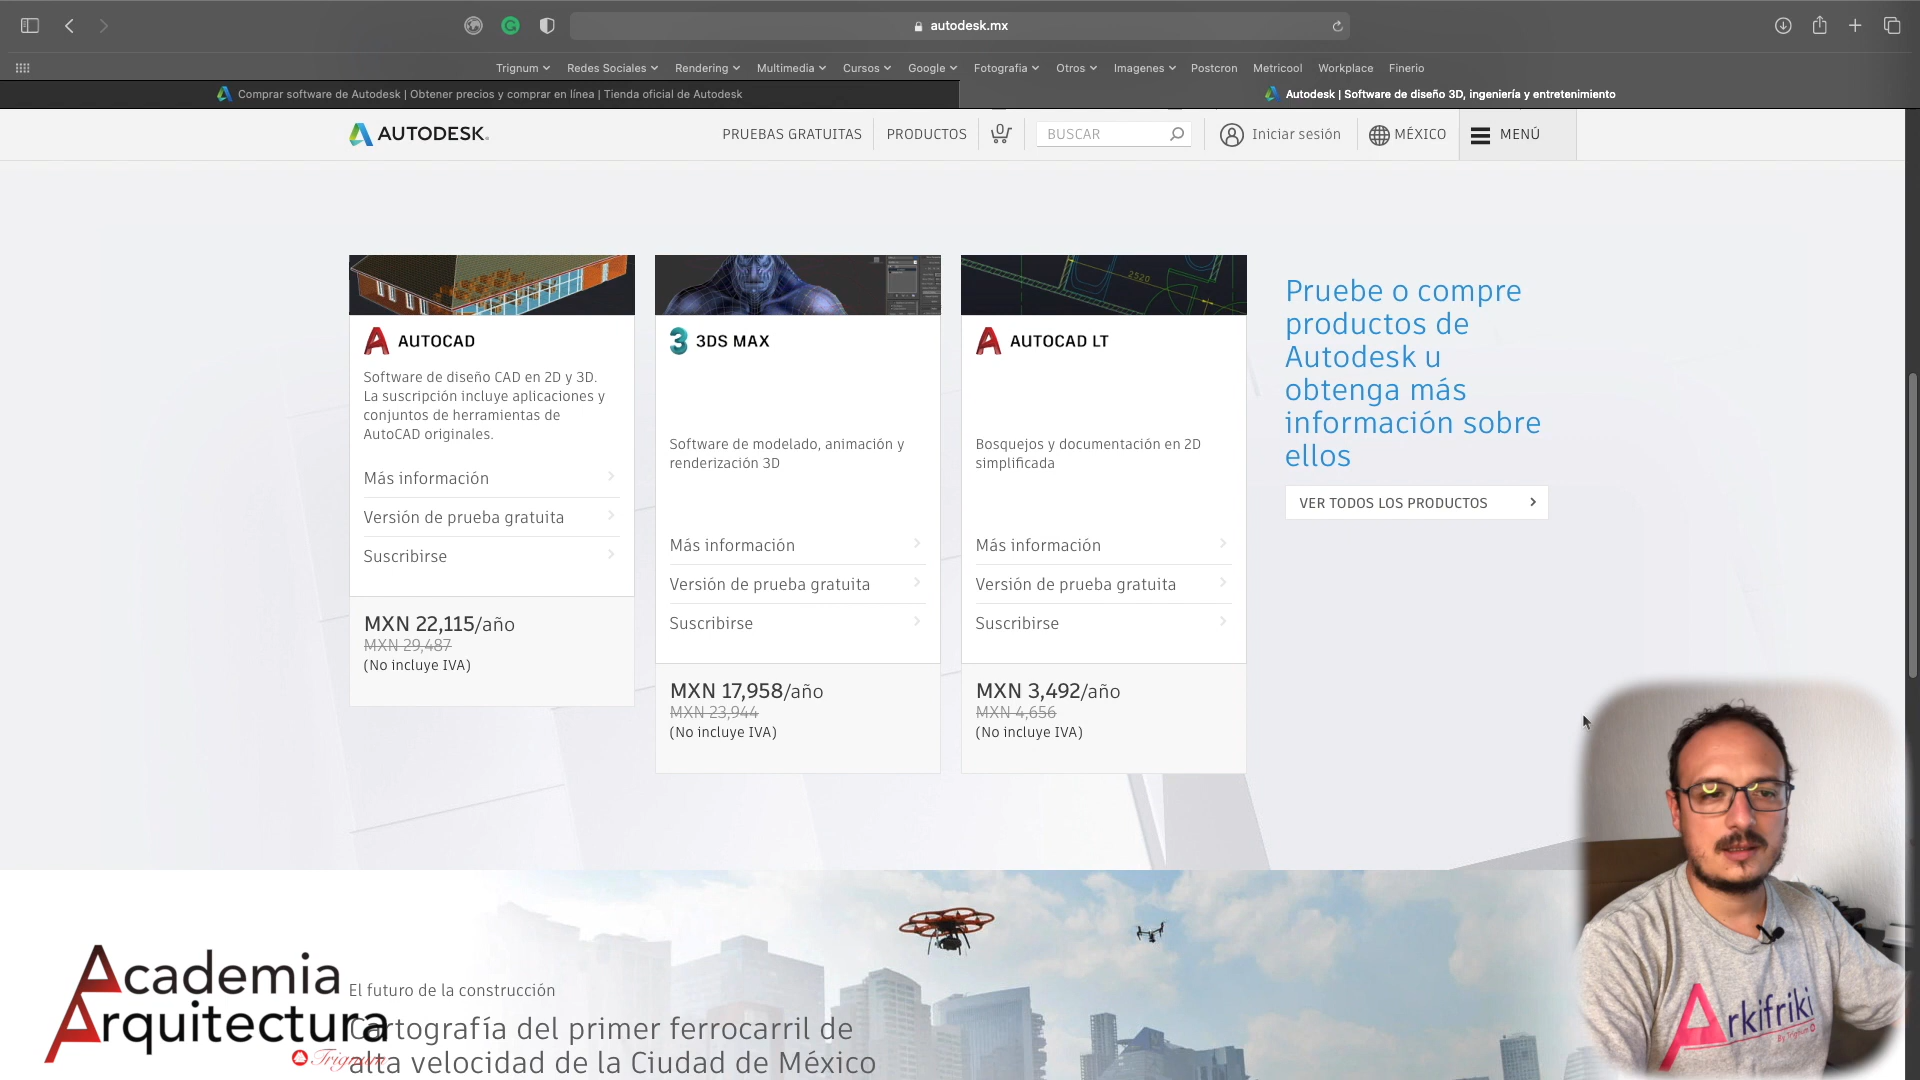 autodesk.mx
Trignum
Redes Sociales
Rendering
Multimedia
Cursos
Google
Fotografia
Otros
Imagenes
Postcron
Metricool
Workplace
Finerio
Comprar software de Autodesk | Obtener precios y comprar en línea | Tienda oficial de Autodesk
Autodesk | Software de diseño 3D, ingeniería y entretenimiento
AUTODESK
PRUEBAS GRATUITAS
PRODUCTOS
0
BUSCAR
Iniciar sesión
MÉXICO
MENÚ
AUTOCAD
Software de diseño CAD en 2D y 3D.
La suscripción incluye aplicaciones y
conjuntos de herramientas de
AutoCAD originales.
Más información
Versión de prueba gratuita
Suscribirse
MXN 22,115/año
MXN 29,487
(No incluye IVA)
3DS MAX
Software de modelado, animación y
renderización 3D
Más información
Versión de prueba gratuita
Suscribirse
MXN 17,958/año
MXN 23,944
(No incluye IVA)
2520
AUTOCAD LT
Bosquejos y documentación en 2D
simplificada
Más información
Versión de prueba gratuita
Suscribirse
MXN 3,492/año
MXN 4,656
(No incluye IVA)
Pruebe o compre
productos de
Autodesk u
obtenga más
información sobre
ellos
VER TODOS LOS PRODUCTOS
El futuro de la construcción
Cartografía del primer ferrocarril de
alta velocidad de la Ciudad de México
Academia
Arquitectura
Trignum
Arkifriki
By Trignum